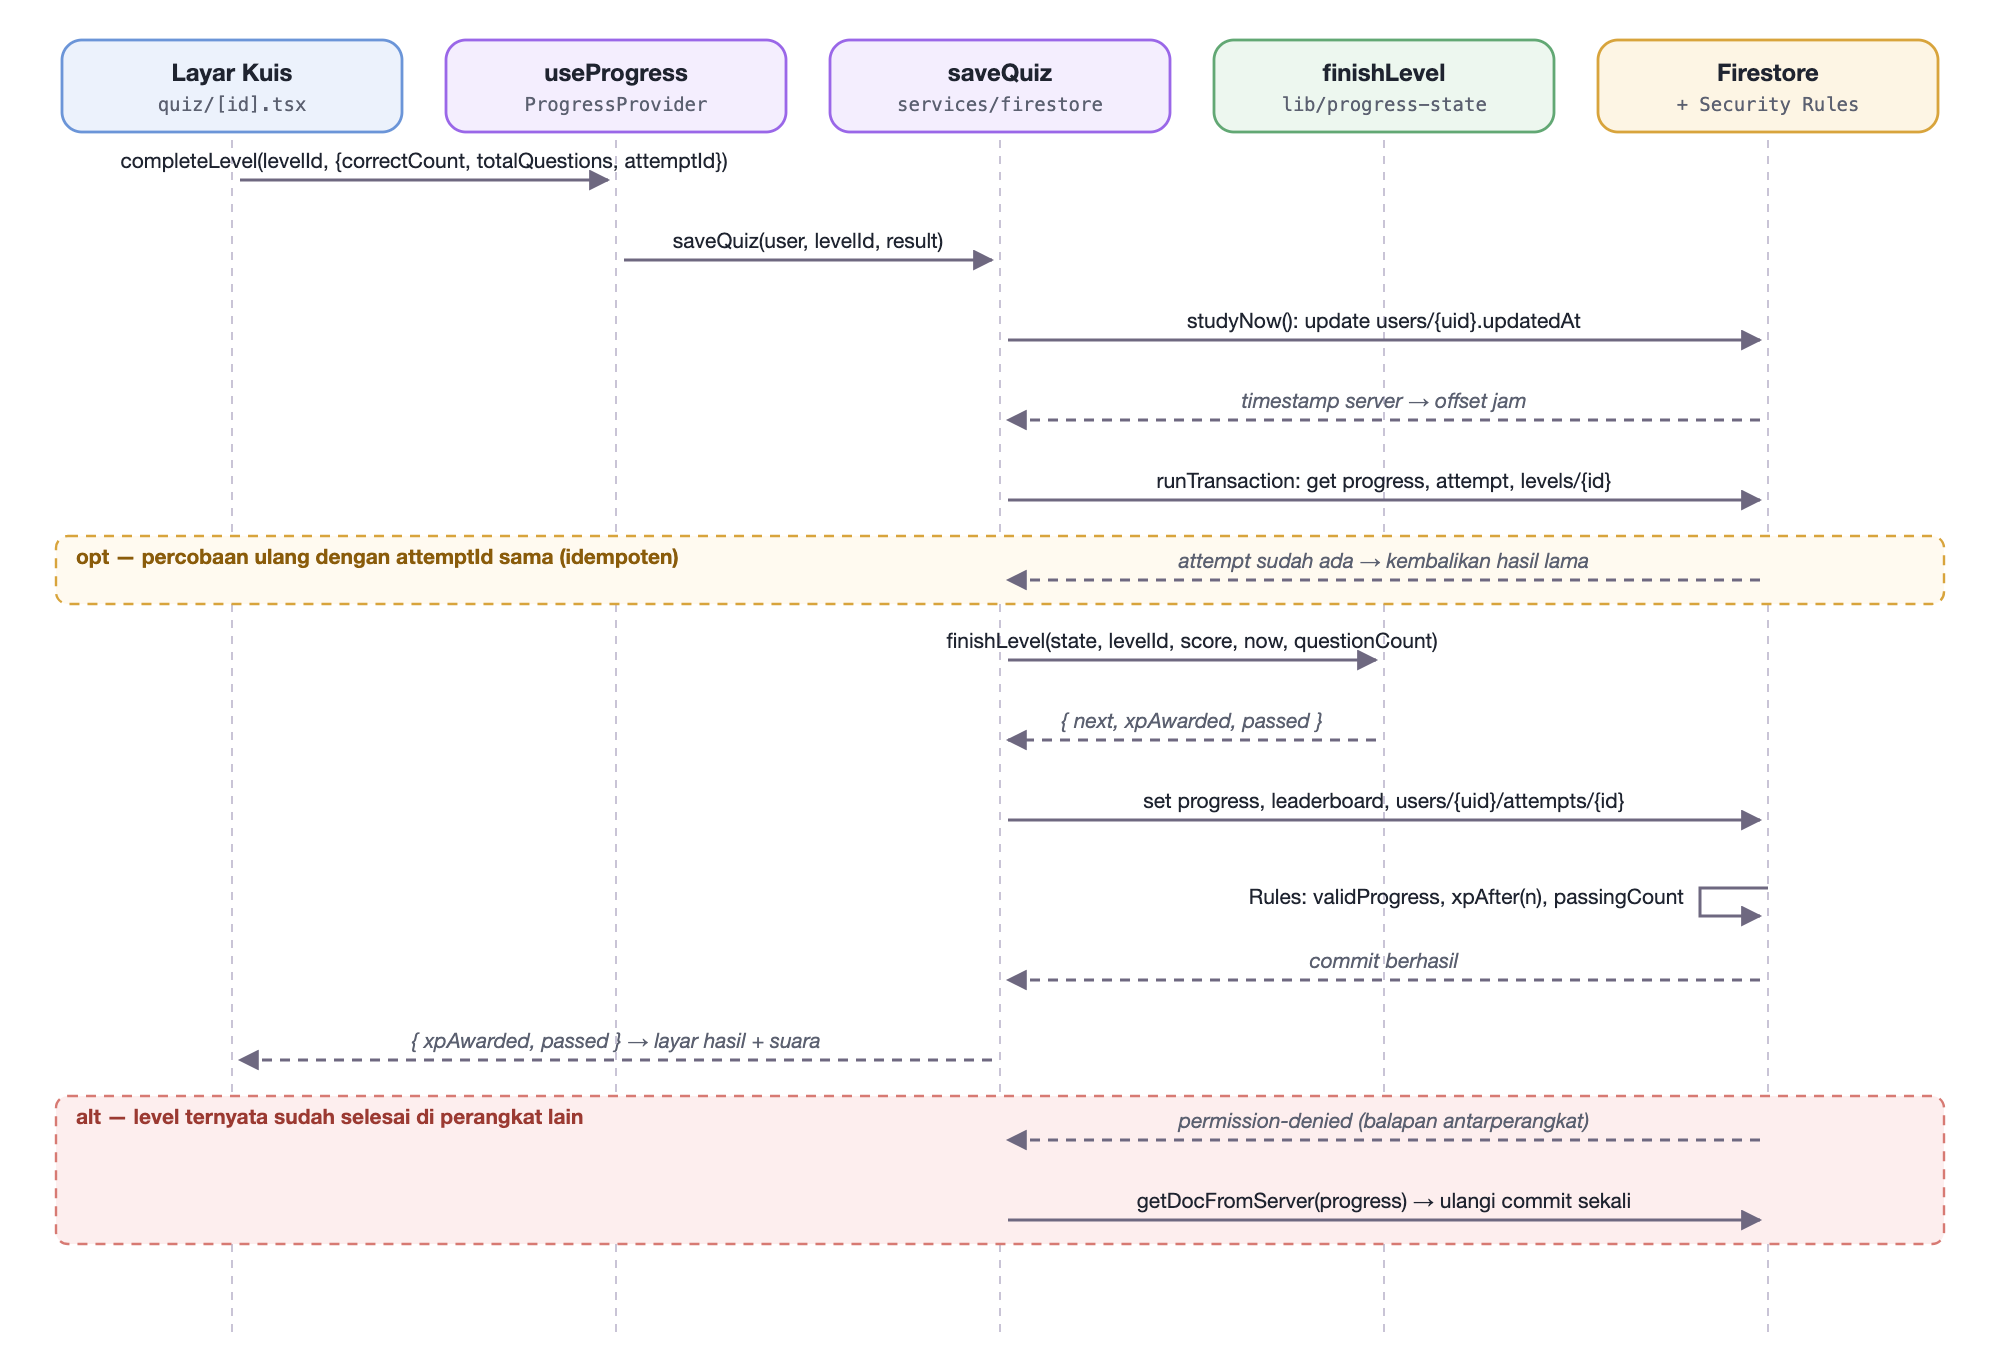 Layar Kuis
quiz/[id].tsx
useProgress
ProgressProvider
saveQuiz
services/firestore
finishLevel
lib/progress-state
Firestore
+ Security Rules
completeLevel(levelId, {correctCount, totalQuestions, attemptId})
saveQuiz(user, levelId, result)
studyNow(): update users/{uid}.updatedAt
timestamp server → offset jam
runTransaction: get progress, attempt, levels/{id}
opt — percobaan ulang dengan attemptId sama (idempoten)
attempt sudah ada → kembalikan hasil lama
finishLevel(state, levelId, score, now, questionCount)
{ next, xpAwarded, passed }
set progress, leaderboard, users/{uid}/attempts/{id}
Rules: validProgress, xpAfter(n), passingCount
commit berhasil
{ xpAwarded, passed } → layar hasil + suara
alt — level ternyata sudah selesai di perangkat lain
permission-denied (balapan antarperangkat)
getDocFromServer(progress) → ulangi commit sekali